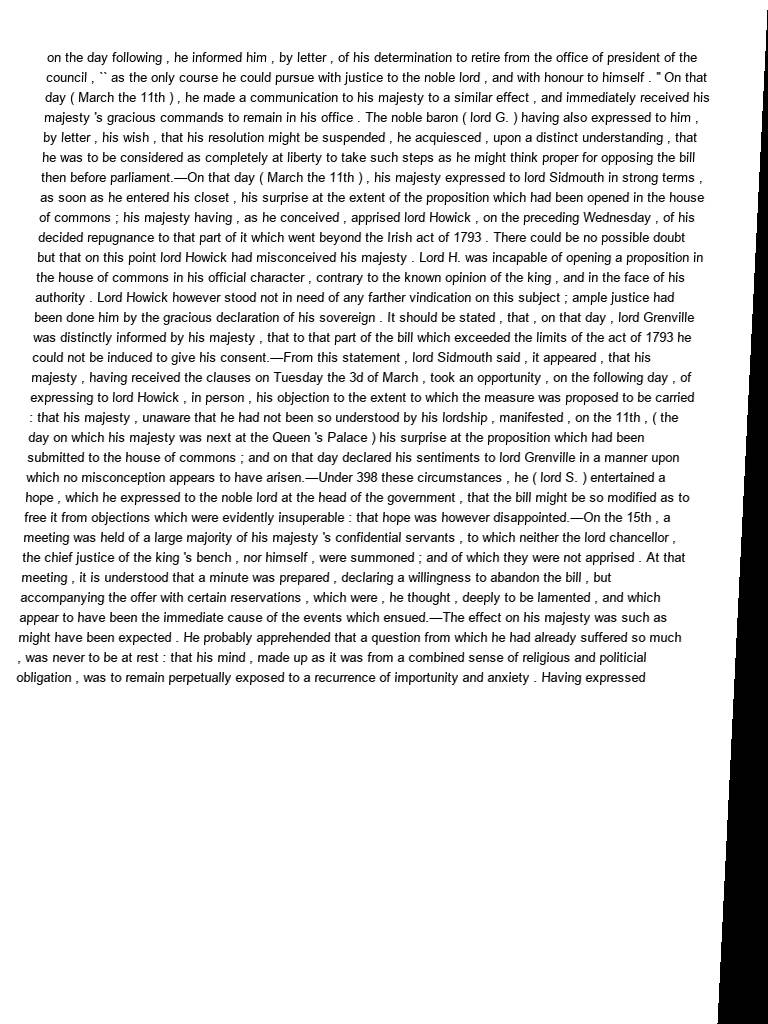 on the day following , he informed him , by letter , of his determination to retire from the office of president of the
council , `` as the only course he could pursue with justice to the noble lord , and with honour to himself . '' On that
day ( March the 11th ) , he made a communication to his majesty to a similar effect , and immediately received his
majesty 's gracious commands to remain in his office . The noble baron ( lord G. ) having also expressed to him ,
by letter , his wish , that his resolution might be suspended , he acquiesced , upon a distinct understanding , that
he was to be considered as completely at liberty to take such steps as he might think proper for opposing the bill
then before parliament.—On that day ( March the 11th ) , his majesty expressed to lord Sidmouth in strong terms ,
as soon as he entered his closet , his surprise at the extent of the proposition which had been opened in the house
of commons ; his majesty having , as he conceived , apprised lord Howick , on the preceding Wednesday , of his
decided repugnance to that part of it which went beyond the Irish act of 1793 . There could be no possible doubt
but that on this point lord Howick had misconceived his majesty . Lord H. was incapable of opening a proposition in
the house of commons in his official character , contrary to the known opinion of the king , and in the face of his
authority . Lord Howick however stood not in need of any farther vindication on this subject ; ample justice had
been done him by the gracious declaration of his sovereign . It should be stated , that , on that day , lord Grenville
was distinctly informed by his majesty , that to that part of the bill which exceeded the limits of the act of 1793 he
could not be induced to give his consent.—From this statement , lord Sidmouth said , it appeared , that his
majesty , having received the clauses on Tuesday the 3d of March , took an opportunity , on the following day , of
expressing to lord Howick , in person , his objection to the extent to which the measure was proposed to be carried
: that his majesty , unaware that he had not been so understood by his lordship , manifested , on the 11th , ( the
day on which his majesty was next at the Queen 's Palace ) his surprise at the proposition which had been
submitted to the house of commons ; and on that day declared his sentiments to lord Grenville in a manner upon
which no misconception appears to have arisen.—Under 398 these circumstances , he ( lord S. ) entertained a
hope , which he expressed to the noble lord at the head of the government , that the bill might be so modified as to
free it from objections which were evidently insuperable : that hope was however disappointed.—On the 15th , a
meeting was held of a large majority of his majesty 's confidential servants , to which neither the lord chancellor ,
the chief justice of the king 's bench , nor himself , were summoned ; and of which they were not apprised . At that
meeting , it is understood that a minute was prepared , declaring a willingness to abandon the bill , but
accompanying the offer with certain reservations , which were , he thought , deeply to be lamented , and which
appear to have been the immediate cause of the events which ensued.—The effect on his majesty was such as
might have been expected . He probably apprehended that a question from which he had already suffered so much
, was never to be at rest : that his mind , made up as it was from a combined sense of religious and politicial
obligation , was to remain perpetually exposed to a recurrence of importunity and anxiety . Having expressed